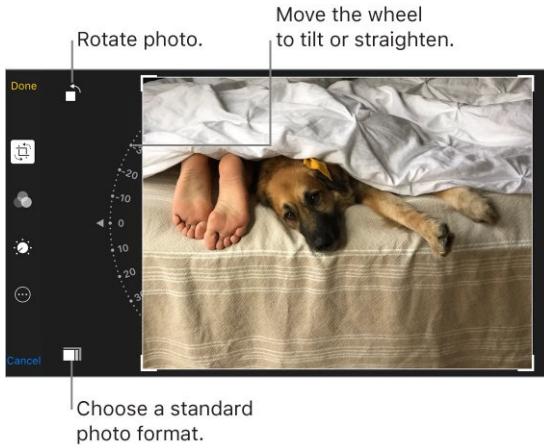 Move the wheel
to tilt or straighten.
Rotate photo.
Done
-20
-10
0
10
20
Cancel
Choose a standard
photo format.